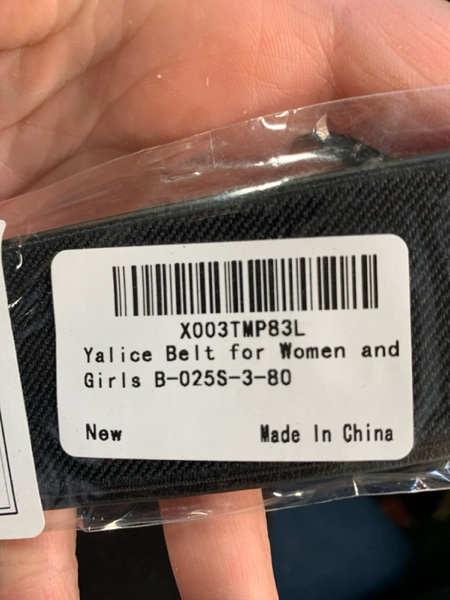 X003TMP83L
Yalice Belt for Women and
Girls B-025S-3-80
New Made In China